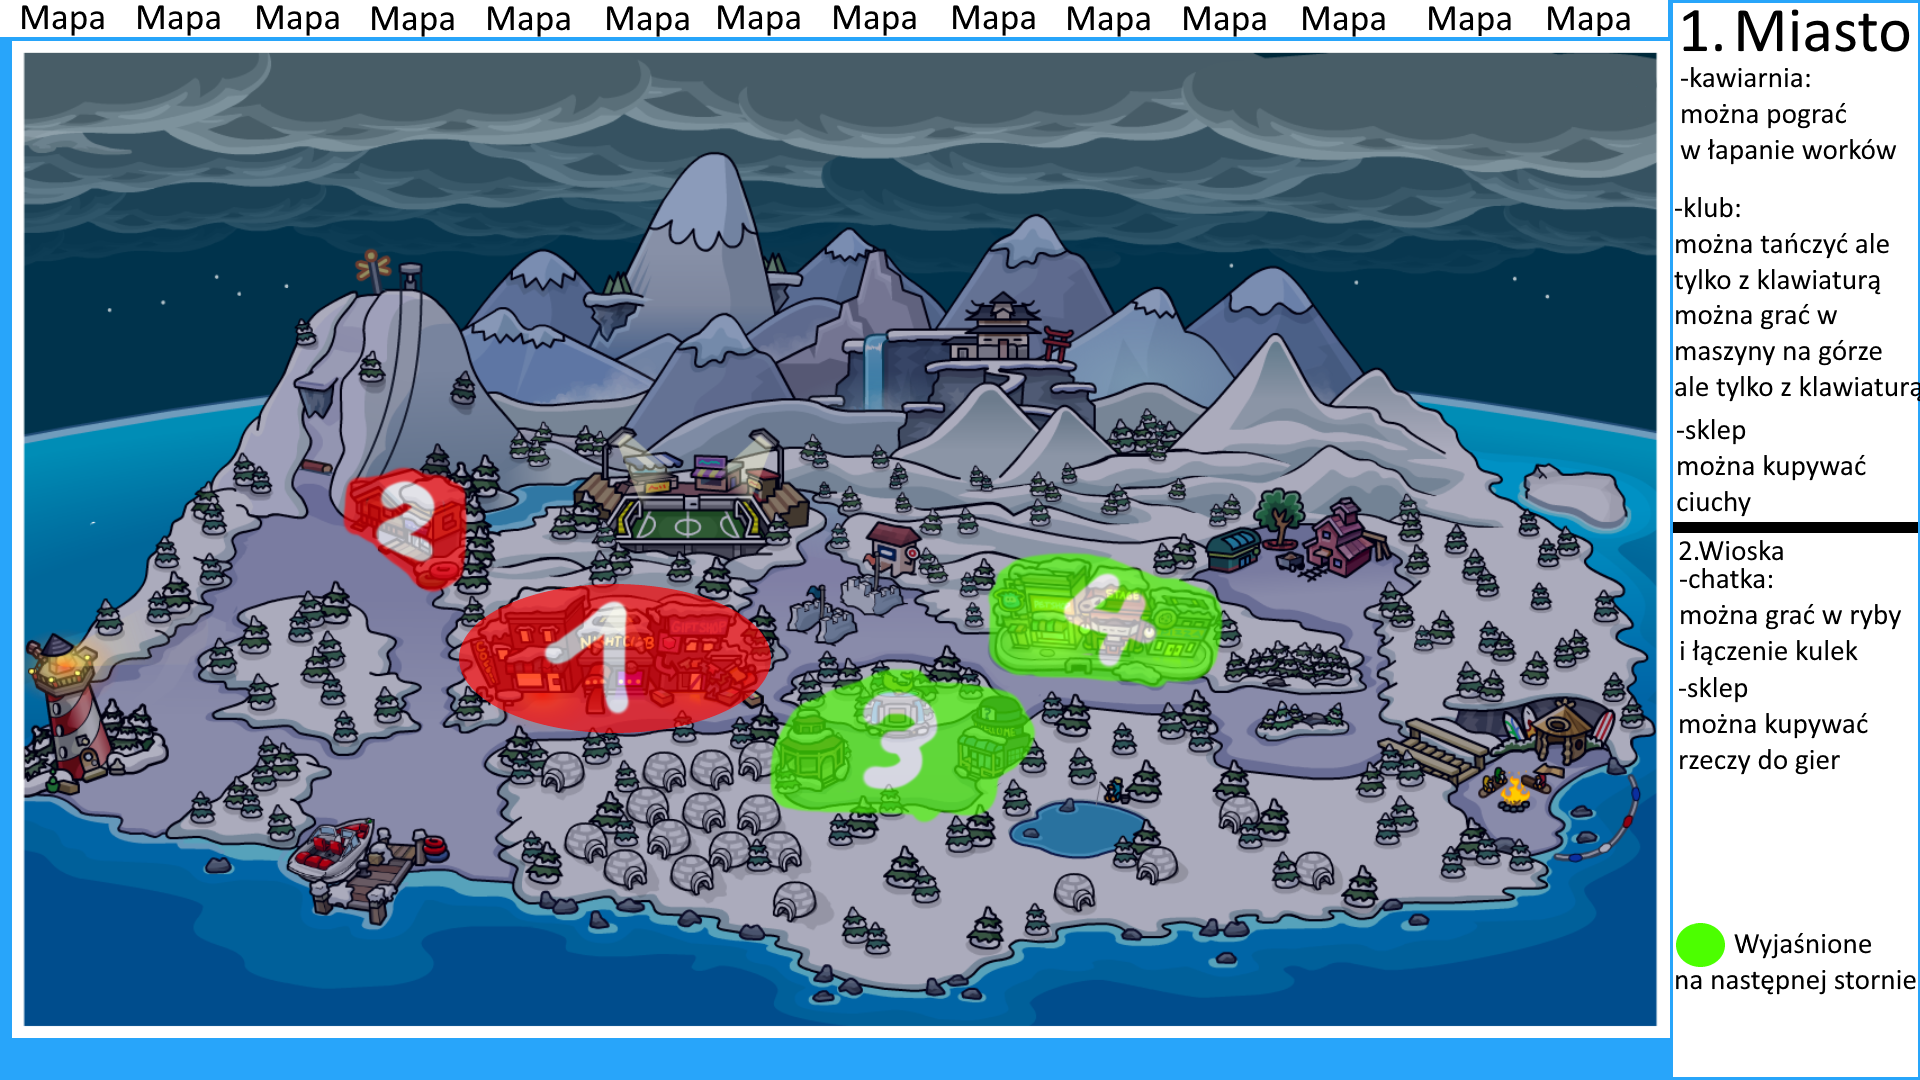 Mapa Mapa Mapa Mapa Mapa Mapa Mapa Mapa Mapa Mapa Mapa Mapa Mapa Mapa
1. Miasto
-kawiarnia:
można pograć
w łapanie worków
-klub:
można tańczyć ale
tylko z klawiaturą
można grać w
maszyny na górze
ale tylko z klawiaturą
-sklep
można kupywać
ciuchy
2.Wioska
-chatka:
można grać w ryby
i łączenie kulek
-sklep
można kupywać
rzeczy do gier
Wyjaśnione
na następnej stornie
2
1
NIGHTCLUB
3
4
STAGE